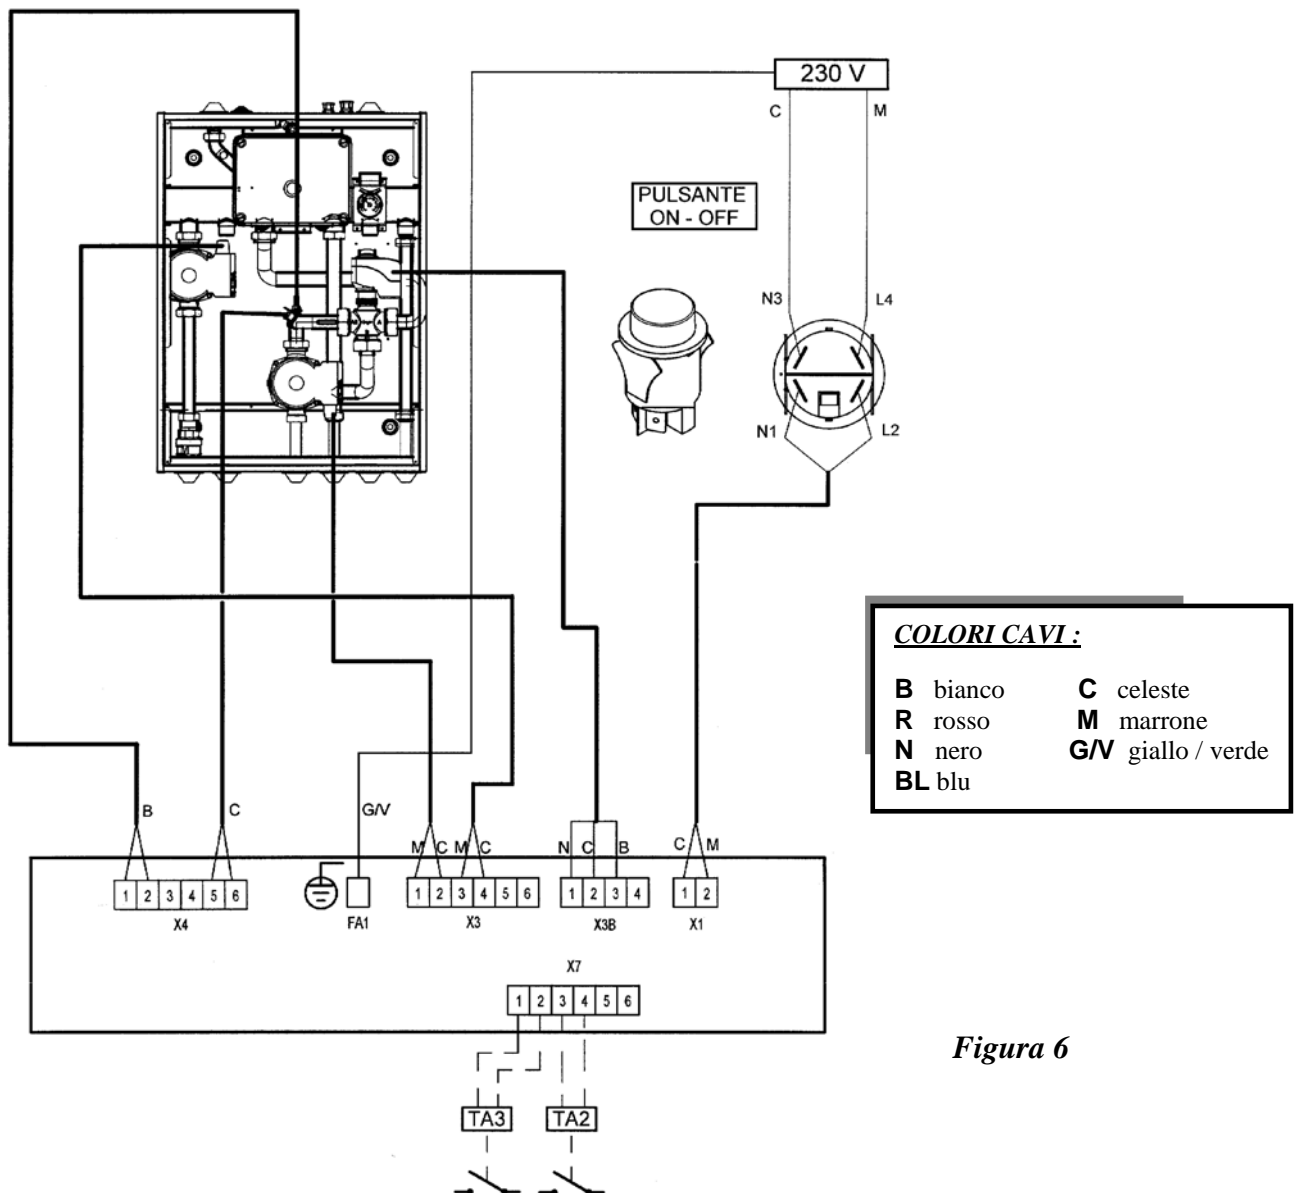 230 V
C M
PULSANTE
ON - OFF
N3 L4
N1 L2
COLORI CAVI :
B bianco C celeste
R rosso M marrone
N nero G/V giallo / verde
BL blu
B C G/V M C M C N C B C M
1 2 3 4 5 6 1 2 3 4 5 6 1 2 3 4 1 2
X4 FA1 X3 X3B X1
X7
1 2 3 4 5 6
Figura 6
TA3 TA2